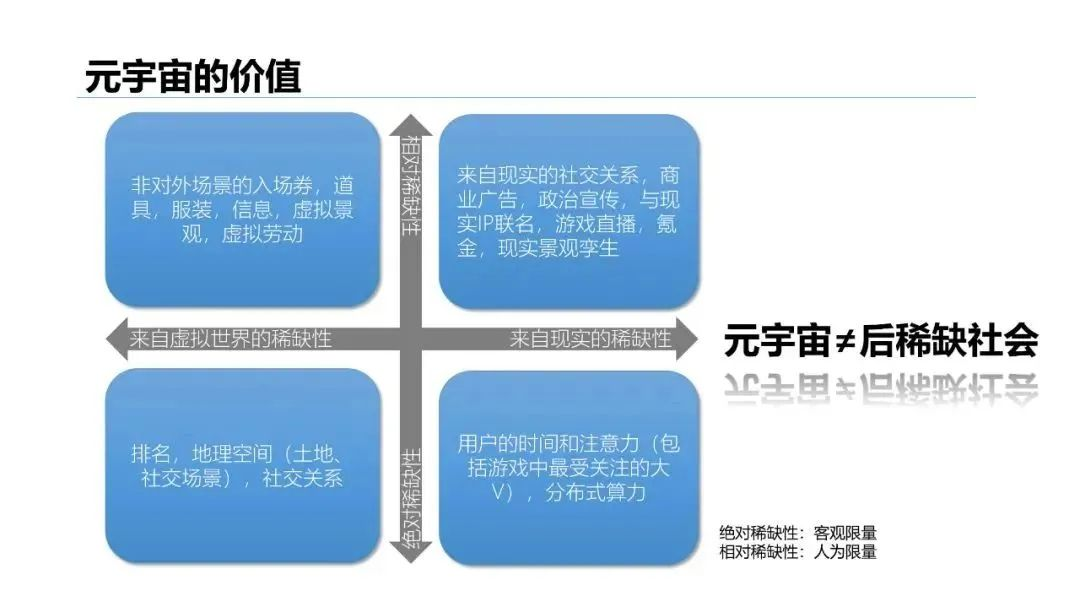 元宇宙的价值
非对外场景的入场券，道
具，服装，信息，虚拟景
观，虚拟劳动
相对稀缺性
来自现实的社交关系，商
业广告，政治宣传，与现
实IP联名，游戏直播，氪
金，现实景观孪生
来自虚拟世界的稀缺性
来自现实的稀缺性
元宇宙≠后稀缺社会
排名，地理空间（土地、
社交场景），社交关系
绝对稀缺性
用户的时间和注意力（包
括游戏中最受关注的大
V），分布式算力
绝对稀缺性：客观限量
相对稀缺性：人为限量